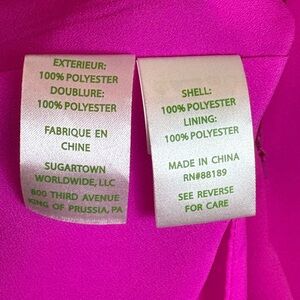 EXTERIEUR:
100% POLYESTER
DOUBLURE:
100% POLYESTER
FABRIQUE EN
CHINE
SUGARTOWN
WORLDWIDE, LLC
800 THIRD AVENUE
KING OF PRUSSIA, PA
SHELL:
100% POLYESTER
LINING:
100% POLYESTER
MADE IN CHINA
RN#88189
SEE REVERSE
FOR CARE